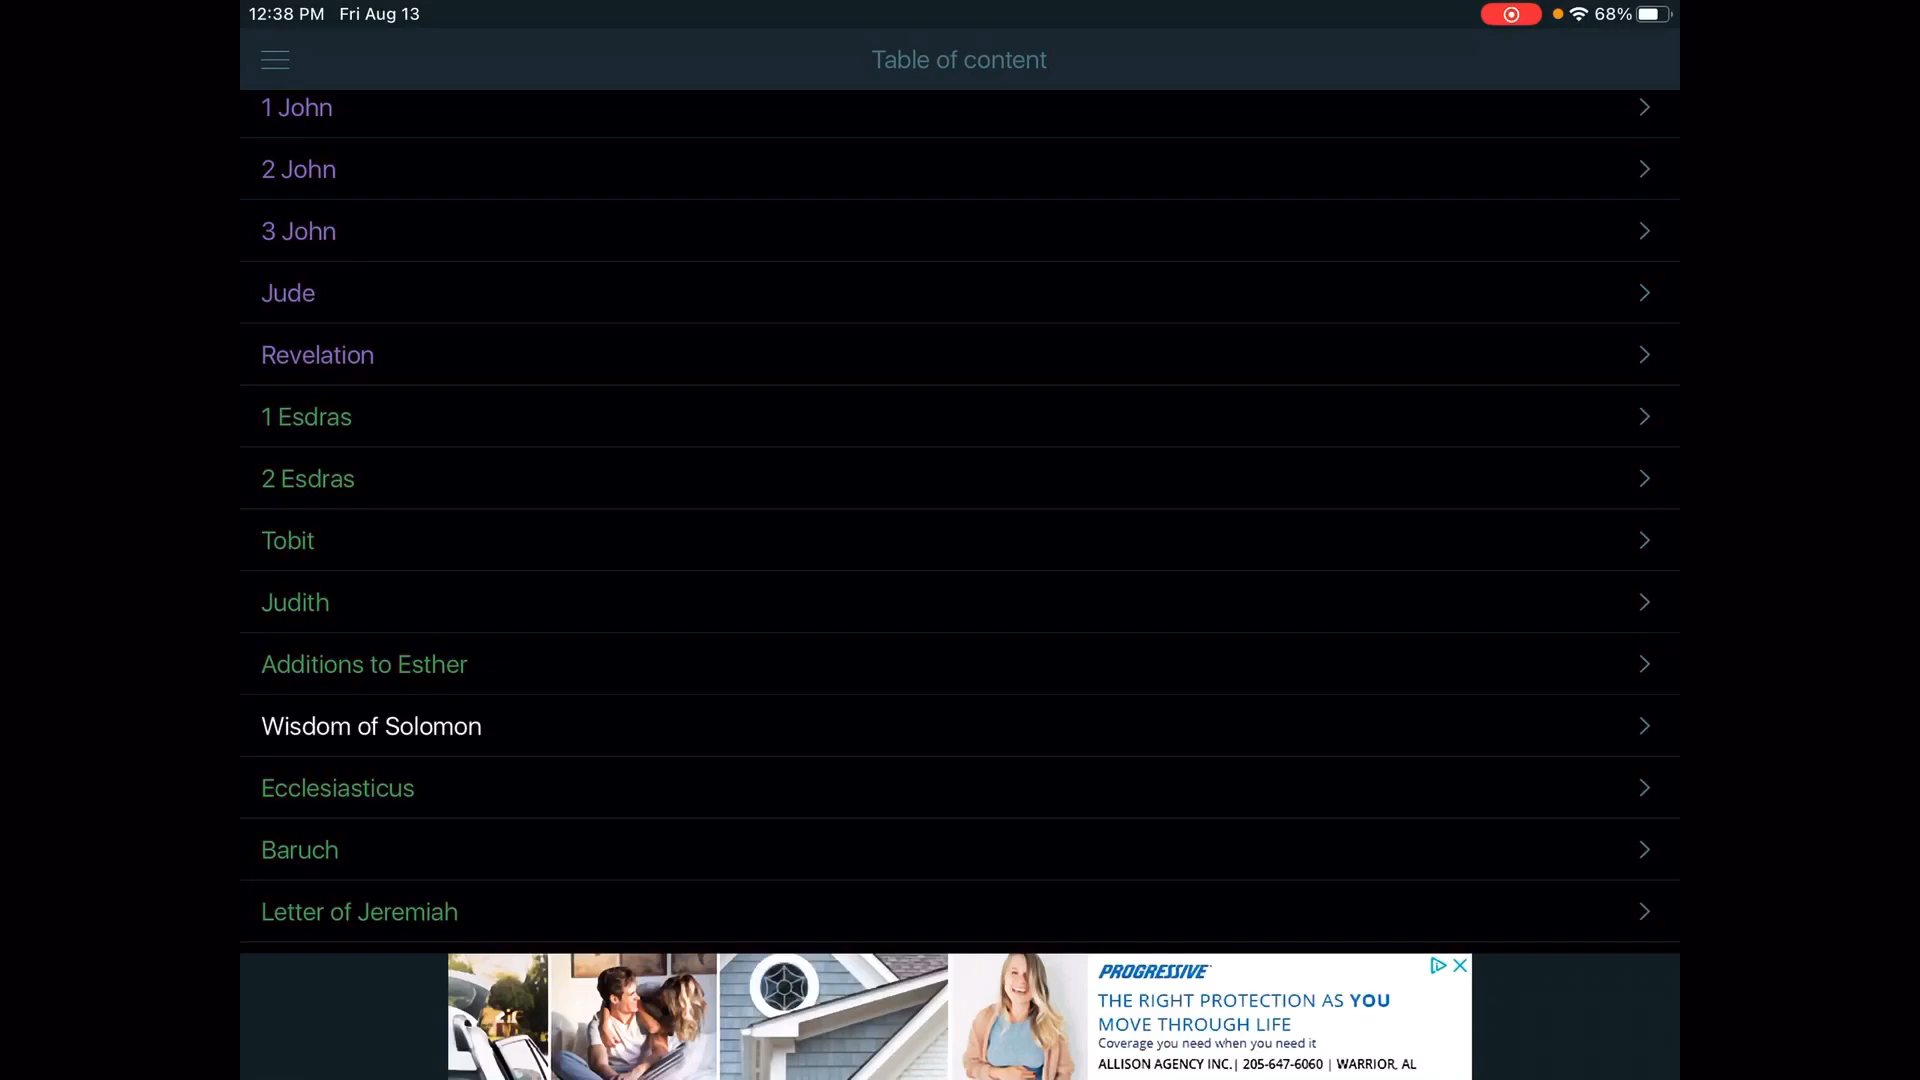 12:38 PM Fri Aug 13
68%
Table of content
1 John
2 John
3 John
Jude
Revelation
1 Esdras
2 Esdras
Tobit
Judith
Additions to Esther
Wisdom of Solomon
Ecclesiasticus
Baruch
Letter of Jeremiah
PROGRESSIVE
THE RIGHT PROTECTION AS YOU
MOVE THROUGH LIFE
Coverage you need when you need it
ALLISON AGENCY INC. | 205-647-6060 | WARRIOR, AL